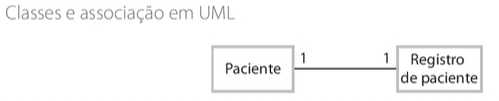 Classes e associação em UML
Paciente
1
1
Registro
de paciente